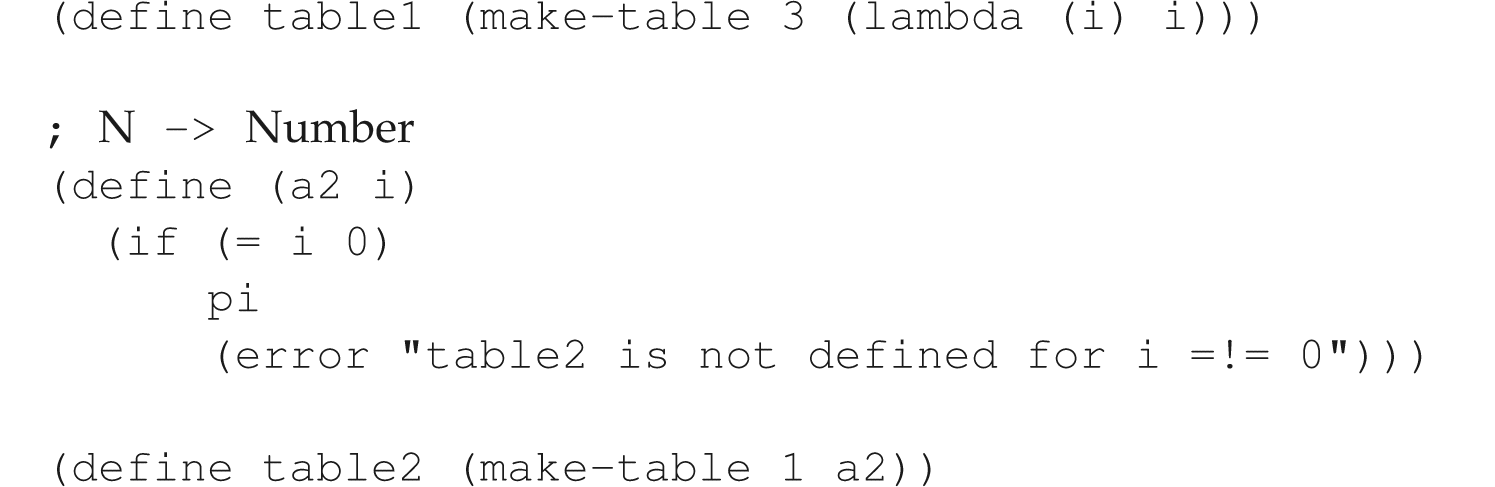 (define table1 (make-table 3 (lambda (i) i)))
; N -> Number
(define (a2 i)
(if (= i 0)
pi
(error "table2 is not defined for i =!= 0")))
(define table2 (make-table 1 a2))